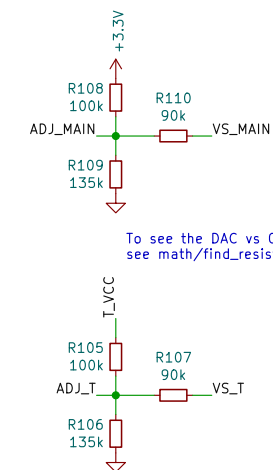 +3.3V
R108
100k
R110
90k
ADJ_MAIN
VS_MAIN
R109
135k
To see the DAC vs
see math/find_resis
T_VCC
R105
100k
R107
90k
ADJ_T
VS_T
R106
135k